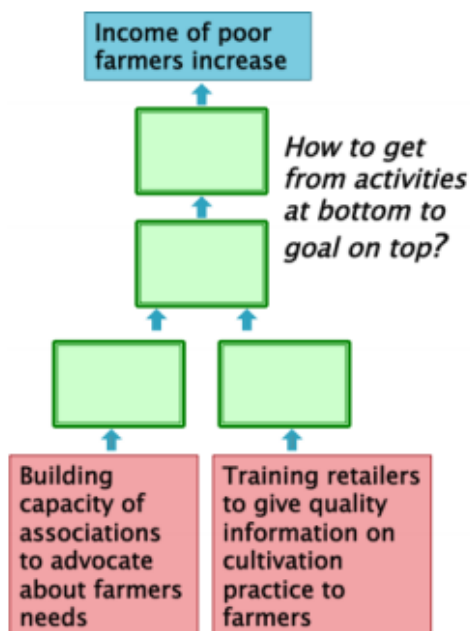 Income of poor
farmers increase
How to get
from activities
at bottom to
goal on top?
Building
capacity of
associations
to advocate
about farmers
needs
Training retailers
to give quality
information on
cultivation
practice to
farmers